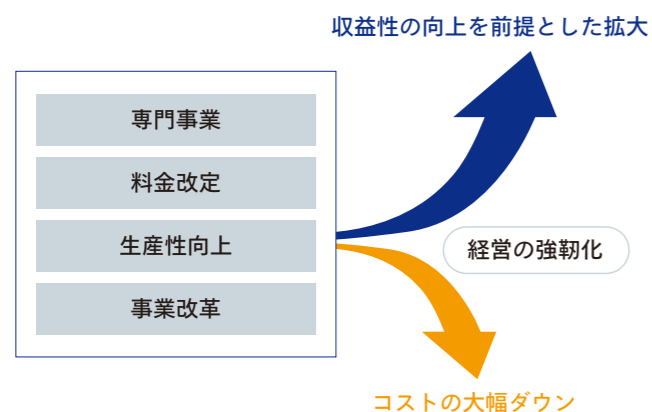 収益性の向上を前提とした拡大
専門事業
料金改定
生産性向上
事業改革
経営の強靭化
コストの大幅ダウン